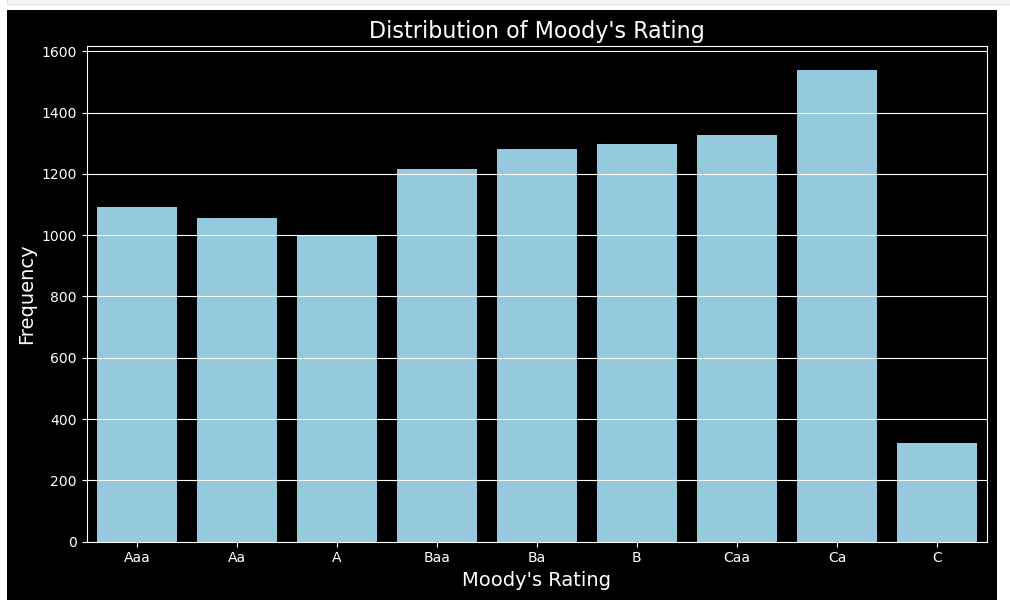 Distribution of Moody's Rating
1600
1400
1200
1000
800
600
400
200
0
Frequency
Aaa Aa A Baa Ba B Caa Ca C
Moody's Rating